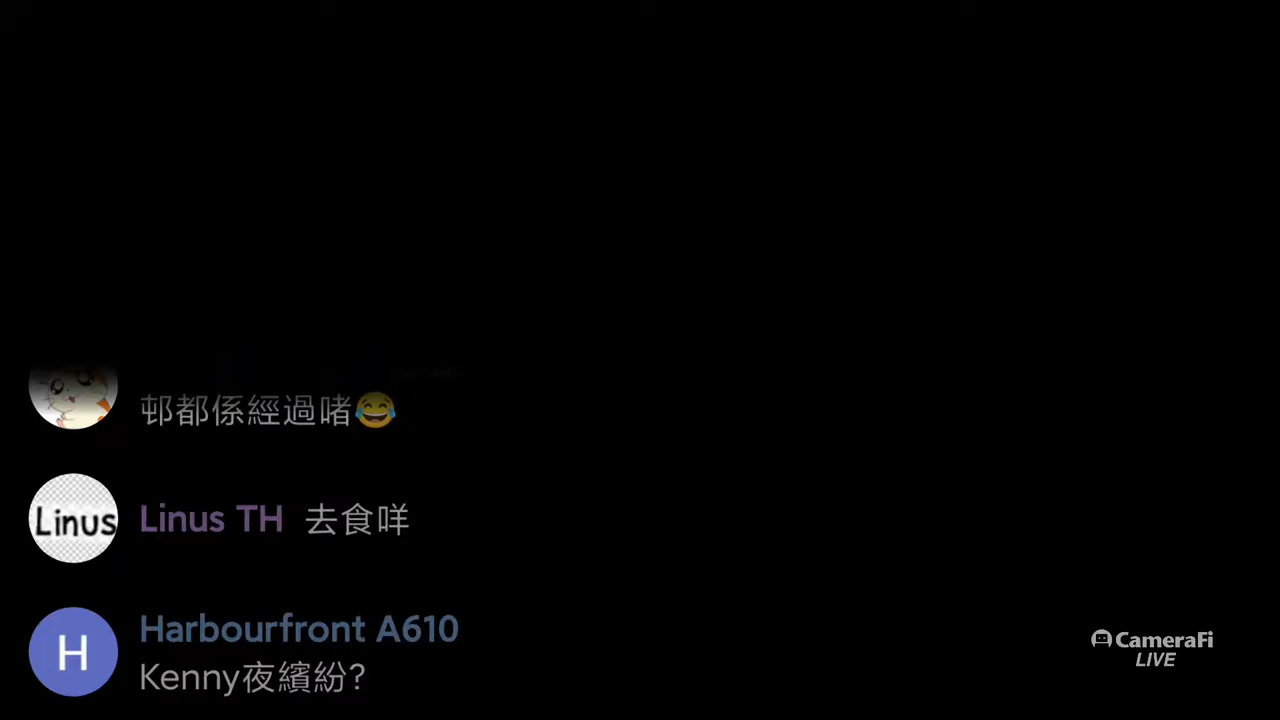 邨都係經過啫😂
Linus
Linus TH 去食咩
H
Harbourfront A610
Kenny夜繽紛?
CameraFi
LIVE